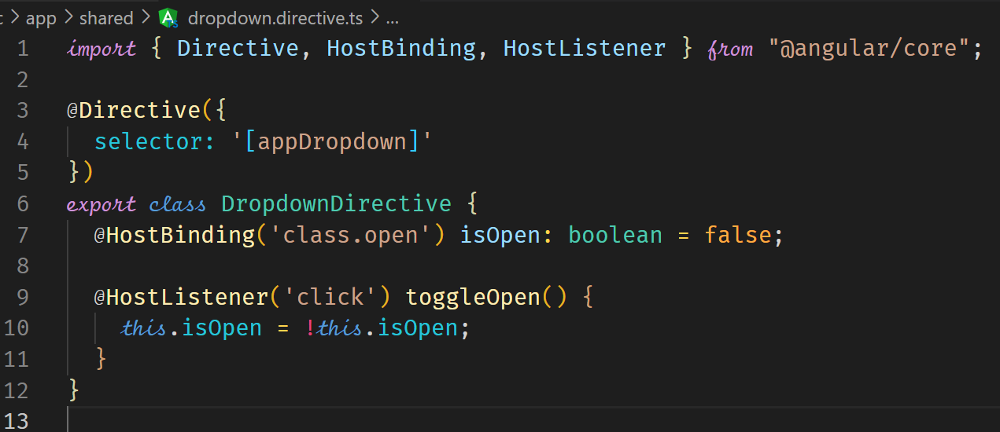 c > app > shared > dropdown.directive.ts > ...
1 import { Directive, HostBinding, HostListener } from "@angular/core";
2
3 @Directive({
4   selector: '[appDropdown]'
5 })
6 export class DropdownDirective {
7   @HostBinding('class.open') isOpen: boolean = false;
8
9   @HostListener('click') toggleOpen() {
10     this.isOpen = !this.isOpen;
11   }
12 }
13